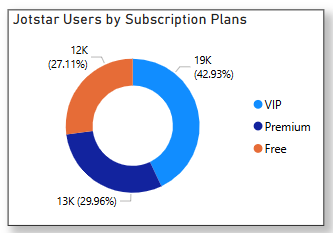 Jotstar Users by Subscription Plans
12K
(27.11%)
19K
(42.93%)
VIP
Premium
Free
13K (29.96%)